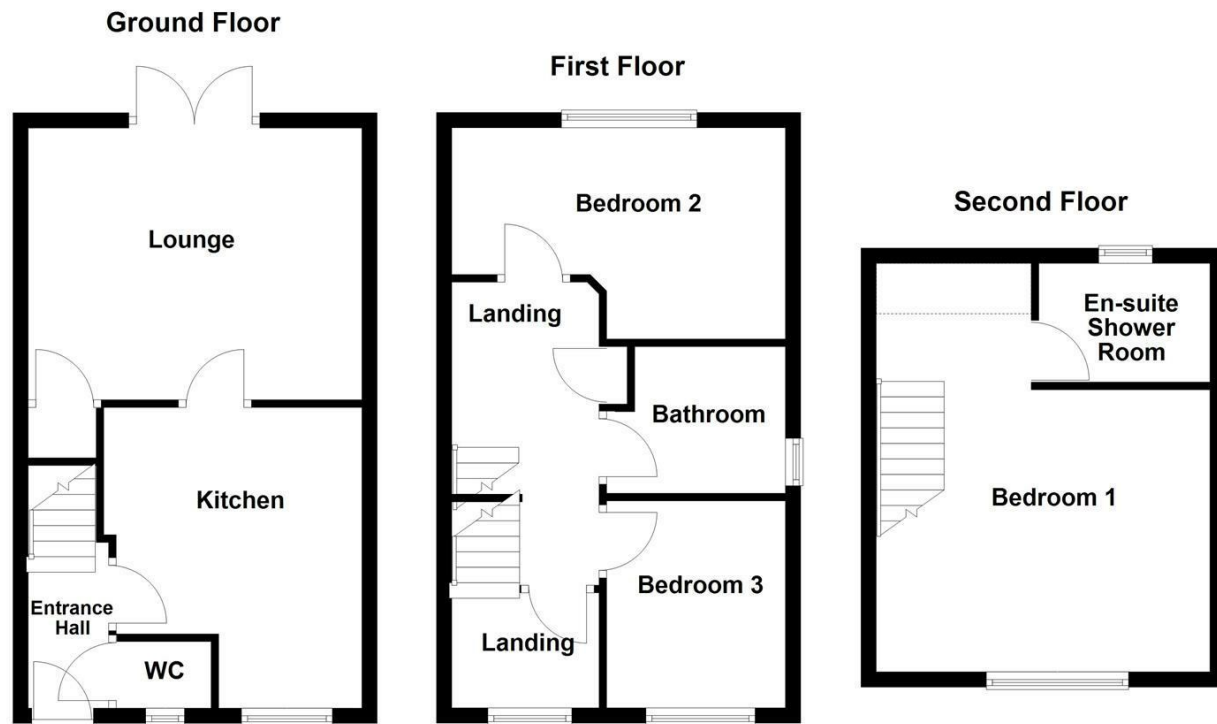 Ground Floor
Lounge
Kitchen
Entrance
Hall
WC
First Floor
Bedroom 2
Landing
Bathroom
Bedroom 3
Landing
Second Floor
En-suite
Shower
Room
Bedroom 1